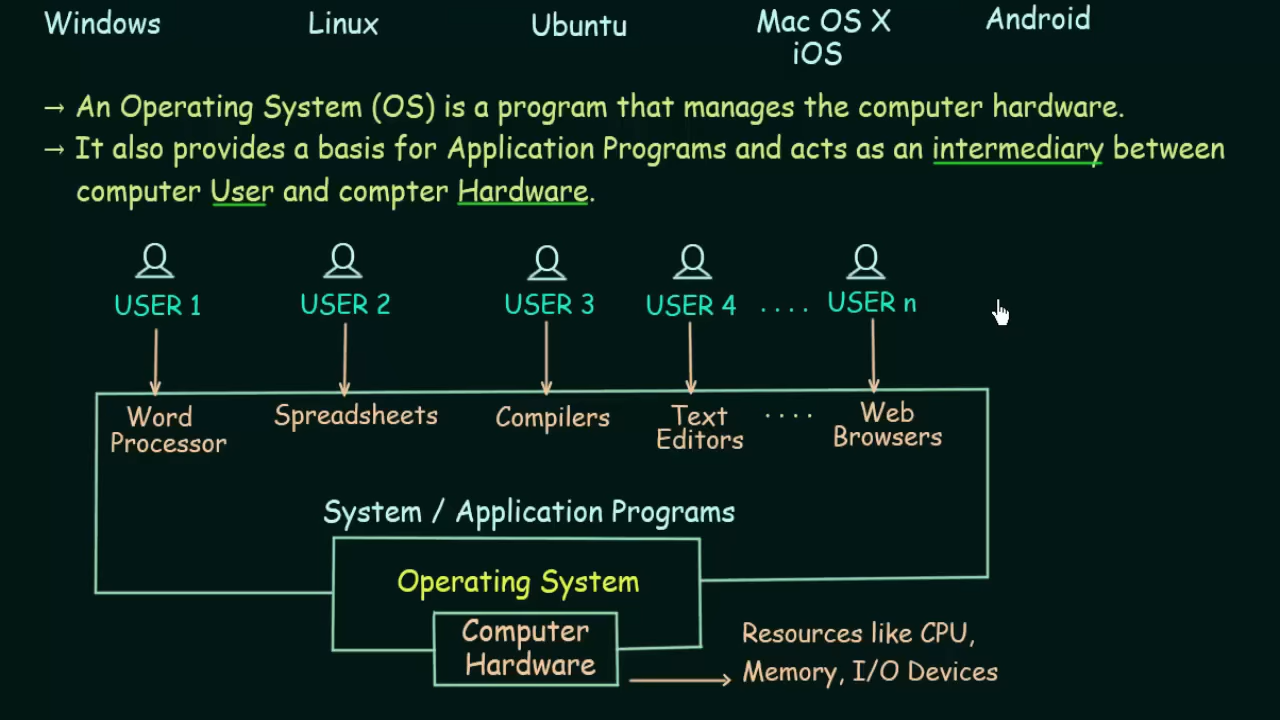 Windows Linux Ubuntu Mac OS X Android
iOS
→ An Operating System (OS) is a program that manages the computer hardware.
→ It also provides a basis for Application Programs and acts as an intermediary between
computer User and compter Hardware.
USER 1 USER 2 USER 3 USER 4 .... USER n
Word Spreadsheets Compilers Text .... Web
Processor Editors Browsers
System / Application Programs
Operating System
Computer
Hardware
Resources like CPU,
Memory, I/O Devices